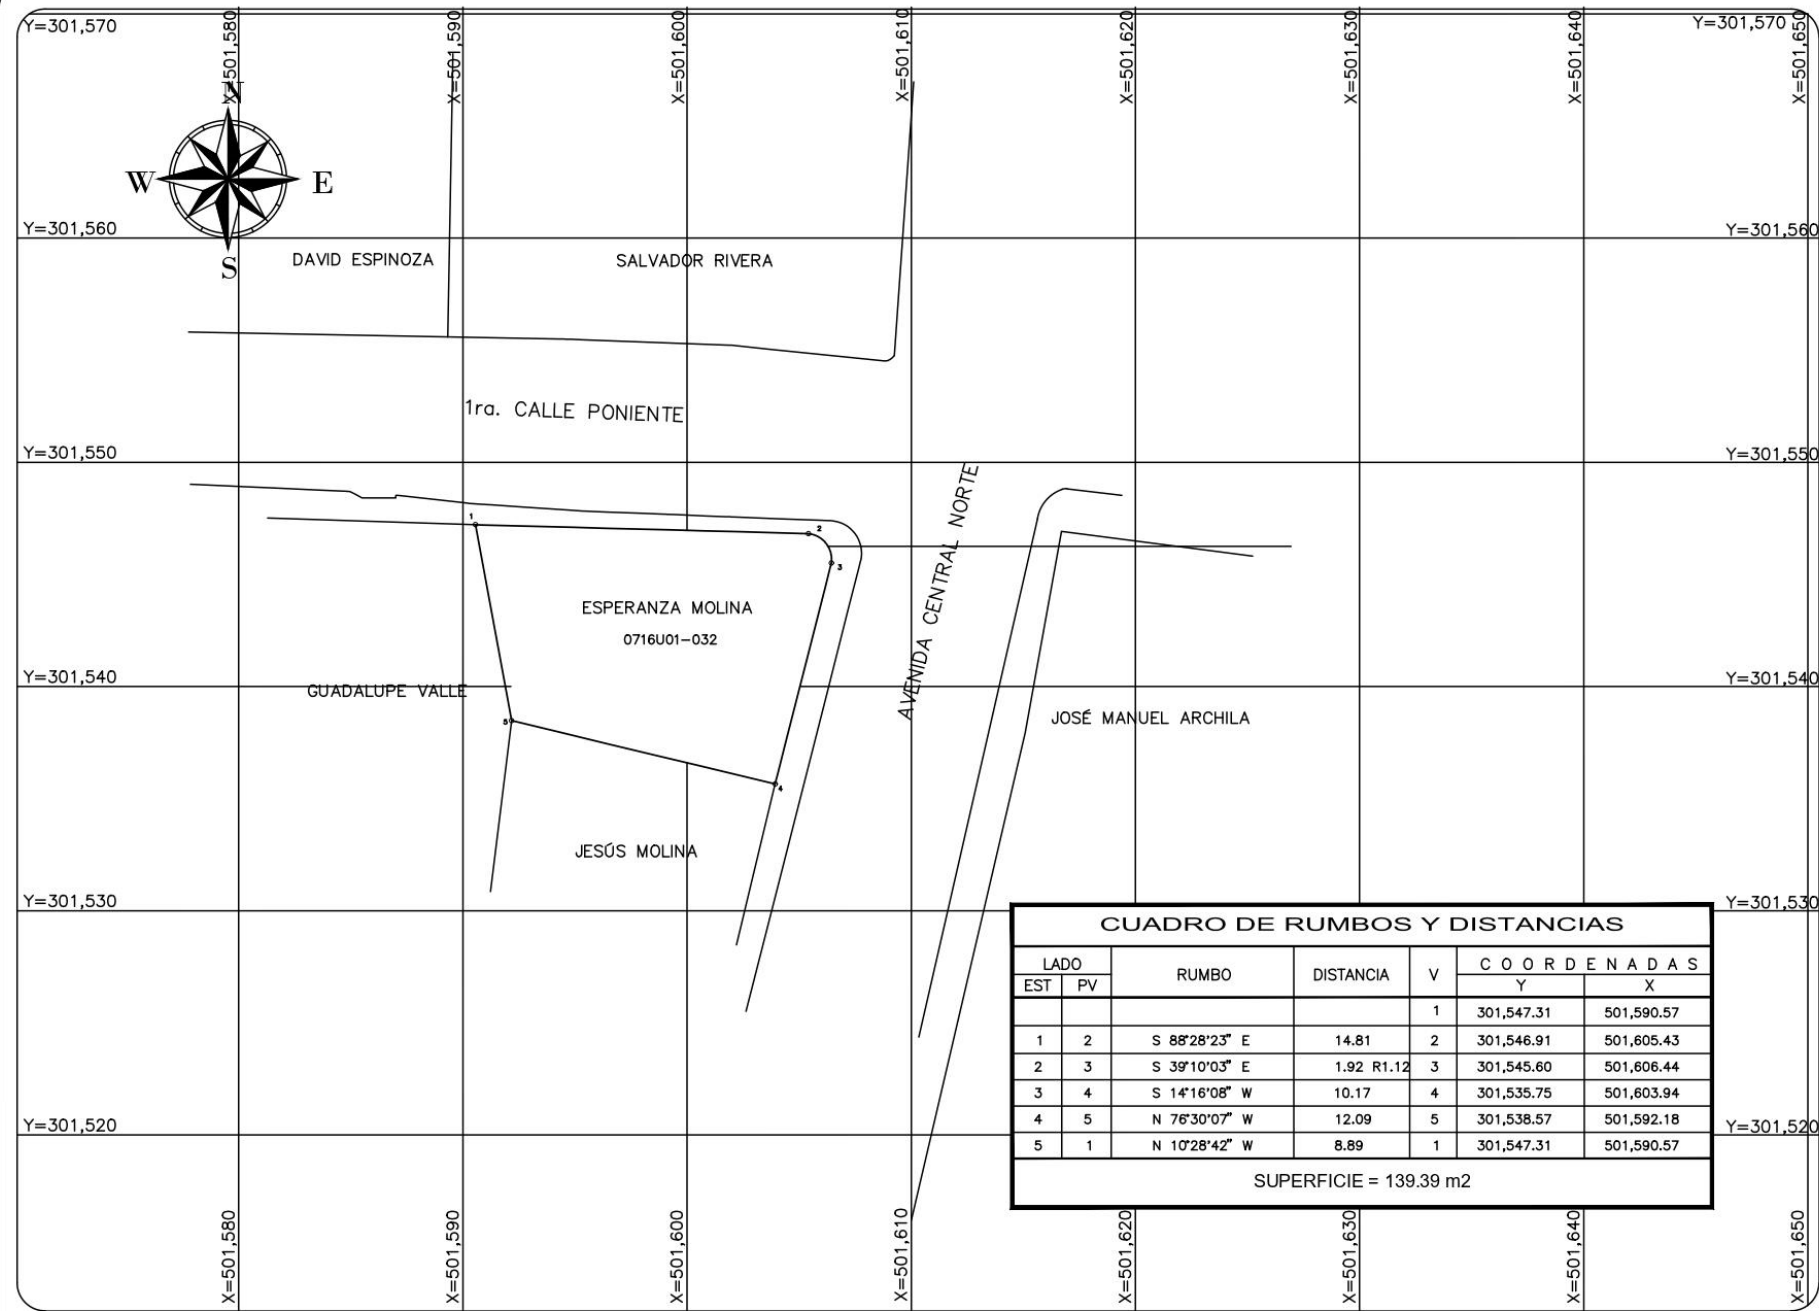 X=501,580
X=501,590
X=501,600
X=501,610
X=501,620
X=501,630
X=501,640
X=501,650
Y=301,570
Y=301,570
N
W
E
S
Y=301,560
Y=301,560
DAVID ESPINOZA
SALVADOR RIVERA
1ra. CALLE PONIENTE
Y=301,550
Y=301,550
AVENIDA CENTRAL NORTE
1
2
3
ESPERANZA MOLINA
0716U01-032
Y=301,540
Y=301,540
GUADALUPE VALLE
JOSÉ MANUEL ARCHILA
5
4
JESÚS MOLINA
Y=301,530
Y=301,530
CUADRO DE RUMBOS Y DISTANCIAS
LADO RUMBO DISTANCIA V COORDENADAS
EST PV Y X
1 301,547.31 501,590.57
1 2 S 88°28'23" E 14.81 2 301,546.91 501,605.43
2 3 S 39°10'03" E 1.92 R1.12 3 301,545.60 501,606.44
3 4 S 14°16'08" W 10.17 4 301,535.75 501,603.94
4 5 N 76°30'07" W 12.09 5 301,538.57 501,592.18
5 1 N 10°28'42" W 8.89 1 301,547.31 501,590.57
SUPERFICIE = 139.39 m2
Y=301,520
Y=301,520
X=501,580
X=501,590
X=501,600
X=501,610
X=501,620
X=501,630
X=501,640
X=501,650